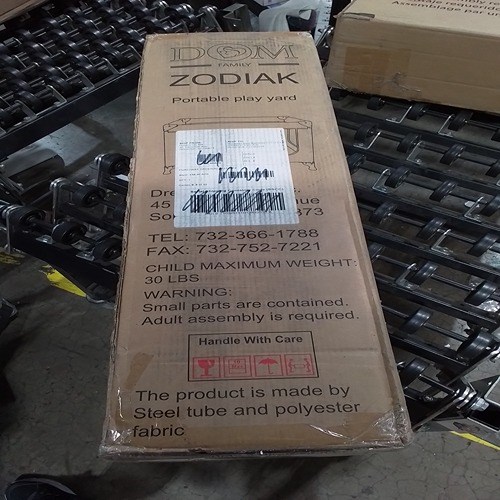 DOM
FAMILY
ZODIAK
Portable play yard
45
873
TEL: 732-366-1788
FAX: 732-752-7221
CHILD MAXIMUM WEIGHT:
30 LBS
WARNING:
Small parts are contained.
Adult assembly is required.
Handle With Care
The product is made by
Steel tube and polyester
fabric